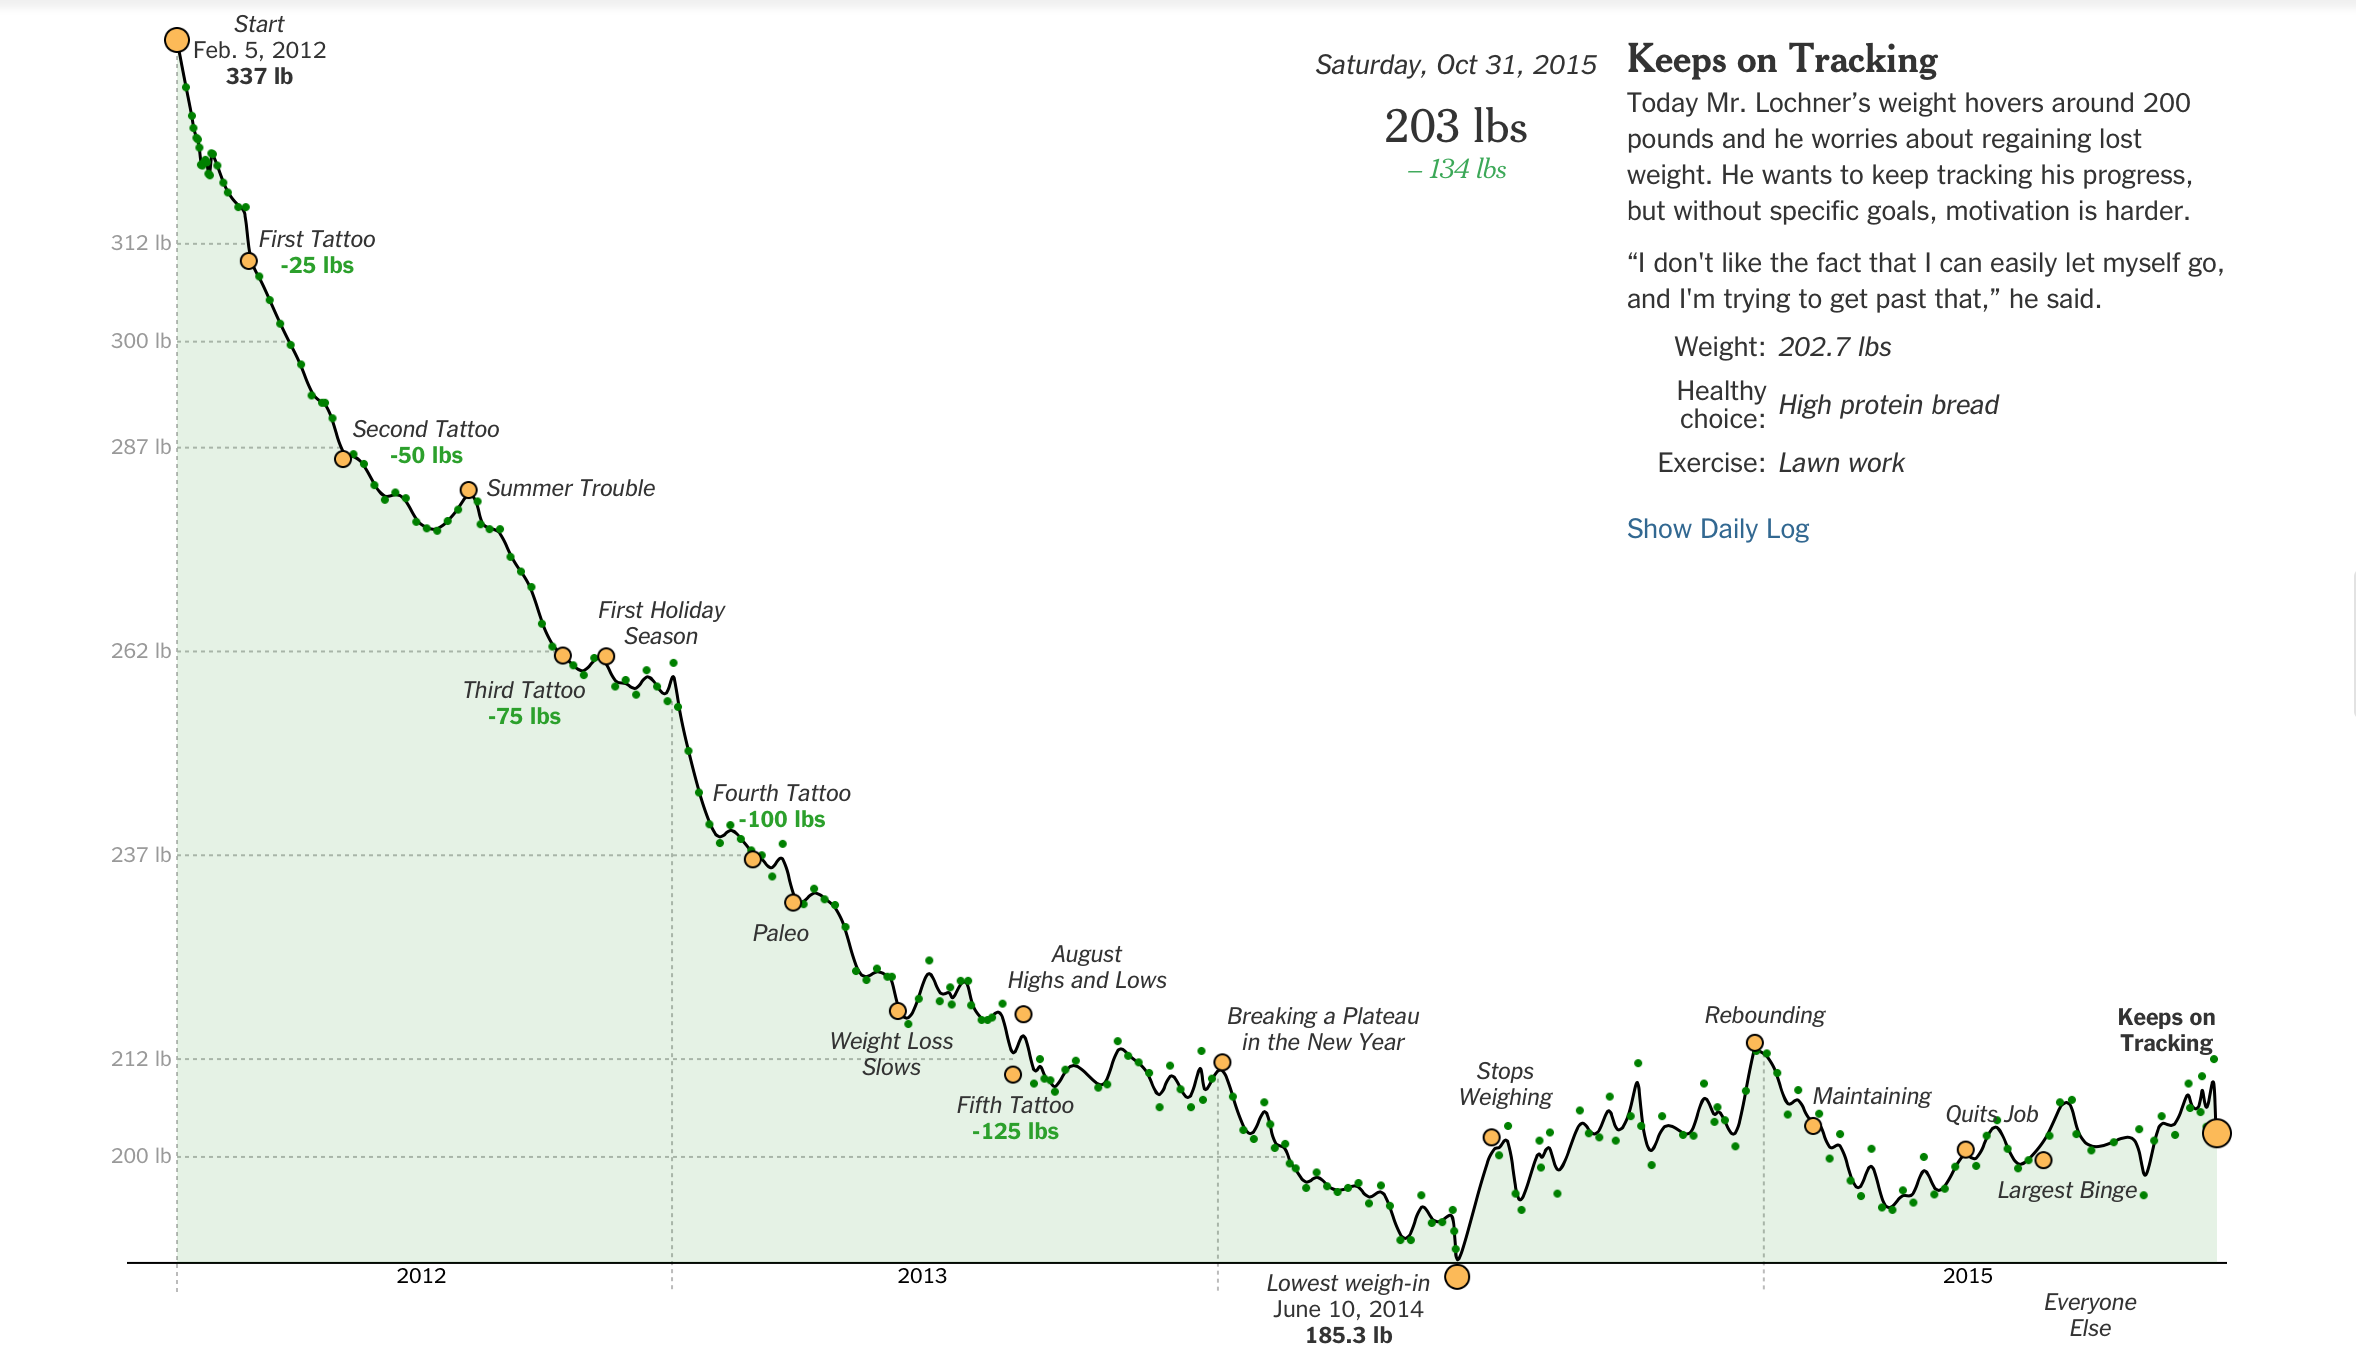 Start
Feb. 5, 2012
337 lb
Saturday, Oct 31, 2015
203 lbs
– 134 lbs
Keeps on Tracking
Today Mr. Lochner’s weight hovers around 200
pounds and he worries about regaining lost
weight. He wants to keep tracking his progress,
but without specific goals, motivation is harder.
“I don't like the fact that I can easily let myself go,
and I'm trying to get past that,” he said.
Weight: 202.7 lbs
Healthy
choice: High protein bread
Exercise: Lawn work
Show Daily Log
312 lb
First Tattoo
-25 lbs
300 lb
287 lb
Second Tattoo
-50 lbs
Summer Trouble
262 lb
First Holiday
Season
Third Tattoo
-75 lbs
237 lb
Fourth Tattoo
-100 lbs
Paleo
212 lb
Weight Loss
Slows
August
Highs and Lows
Fifth Tattoo
-125 lbs
Breaking a Plateau
in the New Year
Stops
Weighing
Rebounding
Maintaining
Quits Job
Largest Binge
Keeps on
Tracking
200 lb
2012
2013
2015
Lowest weigh-in
June 10, 2014
185.3 lb
Everyone
Else